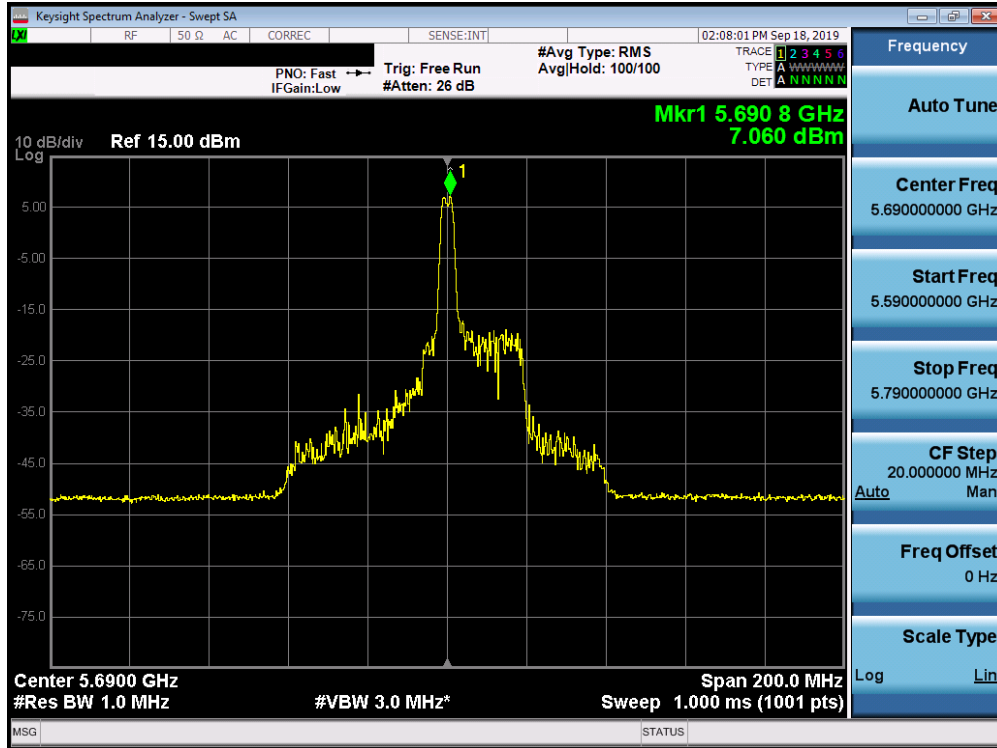 Keysight Spectrum Analyzer - Swept SA
LXI RF 50 Ω AC CORREC SENSE:INT 02:08:01 PM Sep 18, 2019
PNO: Fast
IFGain:Low
Trig: Free Run
#Atten: 26 dB
#Avg Type: RMS
Avg|Hold: 100/100
TRACE 1 2 3 4 5 6
TYPE A WWWWW
DET A N N N N N
Mkr1 5.690 8 GHz
7.060 dBm
10 dB/div Ref 15.00 dBm
Log
1
5.00
-5.00
-15.0
-25.0
-35.0
-45.0
-55.0
-65.0
-75.0
Center 5.6900 GHz Span 200.0 MHz
#Res BW 1.0 MHz #VBW 3.0 MHz* Sweep 1.000 ms (1001 pts)
MSG STATUS
Frequency
Auto Tune
Center Freq
5.690000000 GHz
Start Freq
5.590000000 GHz
Stop Freq
5.790000000 GHz
CF Step
20.000000 MHz
Auto Man
Freq Offset
0 Hz
Scale Type
Log Lin